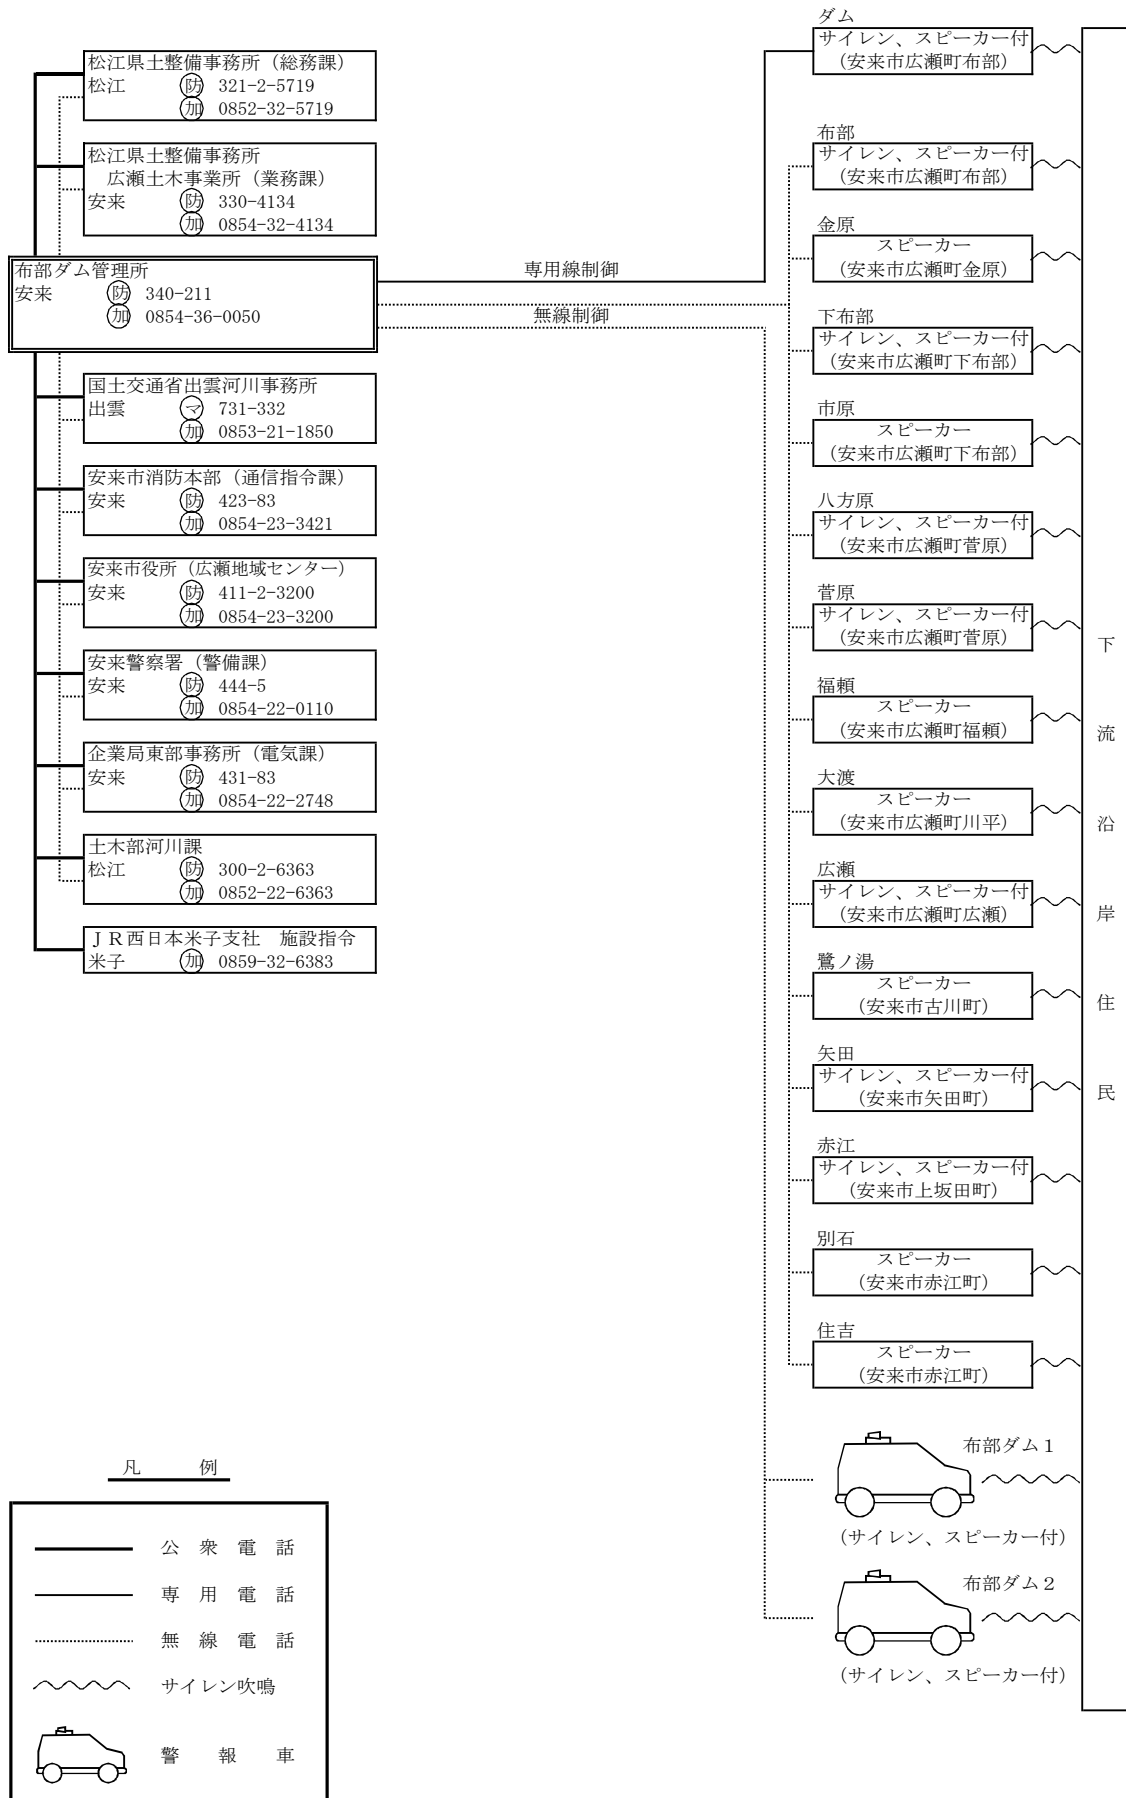 松江県土整備事務所（総務課）
松江　防　321-2-5719
加　0852-32-5719
松江県土整備事務所
広瀬土木事業所（業務課）
安来　防　330-4134
加　0854-32-4134
布部ダム管理所
安来　防　340-211
加　0854-36-0050
国土交通省出雲河川事務所
出雲　マ　731-332
加　0853-21-1850
安来市消防本部（通信指令課）
安来　防　423-83
加　0854-23-3421
安来市役所（広瀬地域センター）
安来　防　411-2-3200
加　0854-23-3200
安来警察署（警備課）
安来　防　444-5
加　0854-22-0110
企業局東部事務所（電気課）
安来　防　431-83
加　0854-22-2748
土木部河川課
松江　防　300-2-6363
加　0852-22-6363
ＪＲ西日本米子支社　施設指令
米子　加　0859-32-6383
専用線制御
無線制御
ダム
サイレン、スピーカー付
（安来市広瀬町布部）
布部
サイレン、スピーカー付
（安来市広瀬町布部）
金原
スピーカー
（安来市広瀬町金原）
下布部
サイレン、スピーカー付
（安来市広瀬町下布部）
市原
スピーカー
（安来市広瀬町下布部）
八方原
サイレン、スピーカー付
（安来市広瀬町菅原）
菅原
サイレン、スピーカー付
（安来市広瀬町菅原）
福頼
スピーカー
（安来市広瀬町福頼）
大渡
スピーカー
（安来市広瀬町川平）
広瀬
サイレン、スピーカー付
（安来市広瀬町広瀬）
鷺ノ湯
スピーカー
（安来市古川町）
矢田
サイレン、スピーカー付
（安来市矢田町）
赤江
サイレン、スピーカー付
（安来市上坂田町）
別石
スピーカー
（安来市赤江町）
住吉
スピーカー
（安来市赤江町）
布部ダム１
（サイレン、スピーカー付）
布部ダム２
（サイレン、スピーカー付）
下流沿岸住民
凡　例
公衆電話
専用電話
無線電話
サイレン吹鳴
警報車